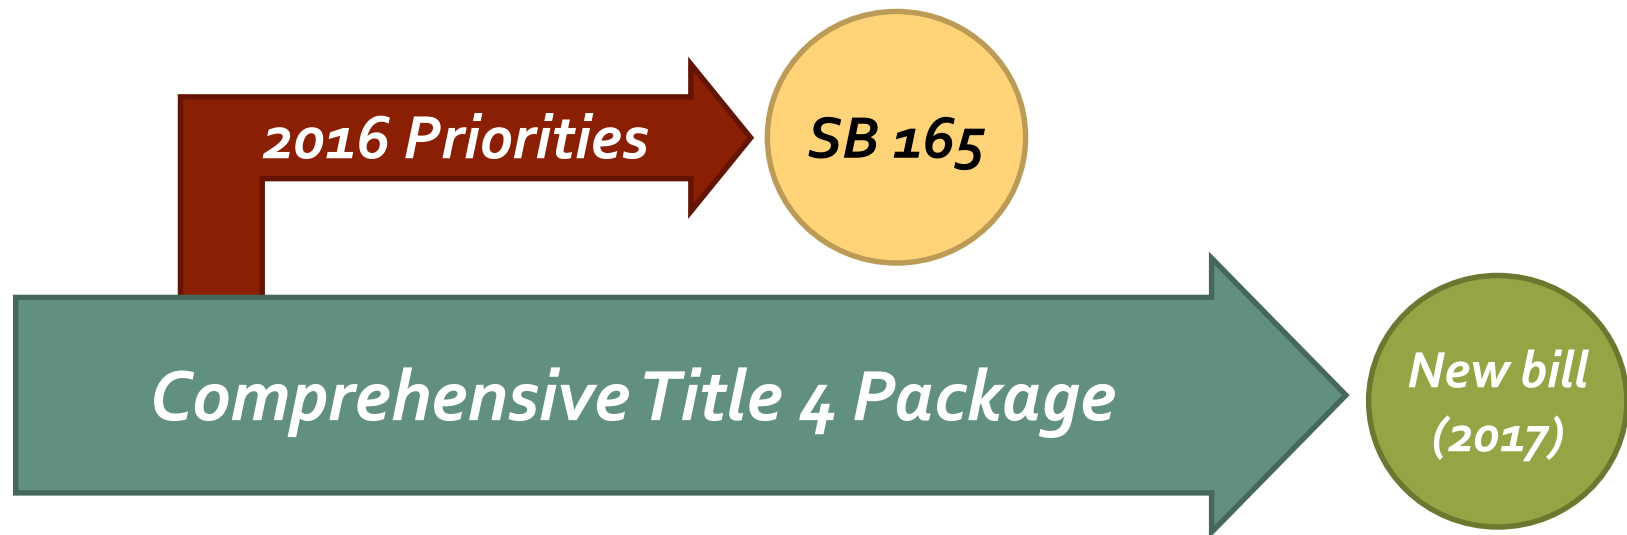 2016 Priorities
SB 165
Comprehensive Title 4 Package
New bill
(2017)